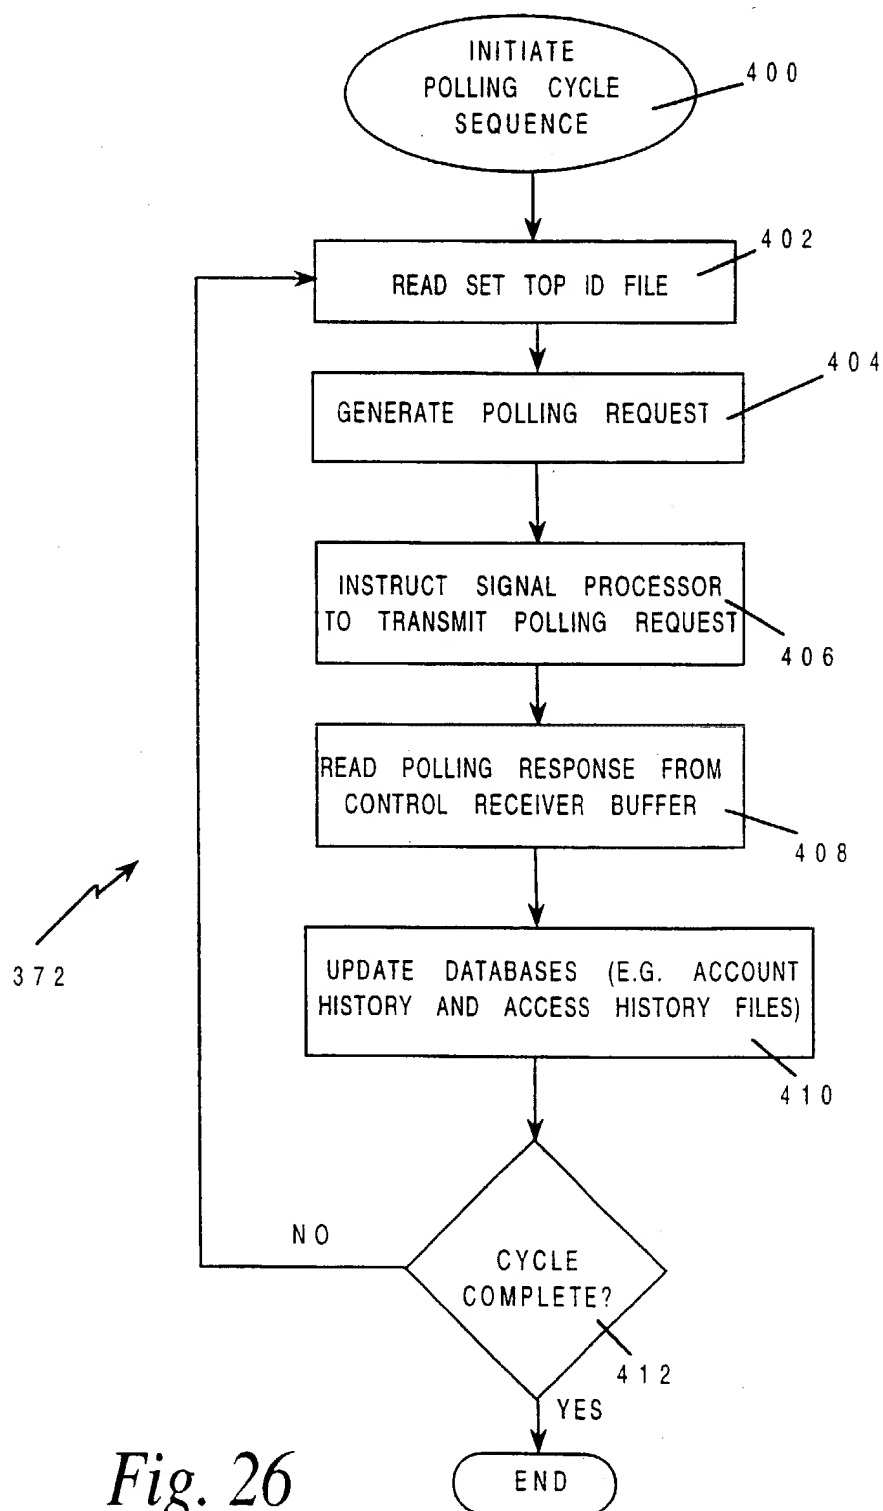 INITIATE
POLLING CYCLE
SEQUENCE
400
402
READ SET TOP ID FILE
404
GENERATE POLLING REQUEST
INSTRUCT SIGNAL PROCESSOR
TO TRANSMIT POLLING REQUEST
406
READ POLLING RESPONSE FROM
CONTROL RECEIVER BUFFER
408
372
UPDATE DATABASES (E.G. ACCOUNT
HISTORY AND ACCESS HISTORY FILES)
410
NO
CYCLE
COMPLETE?
412
YES
END
Fig. 26